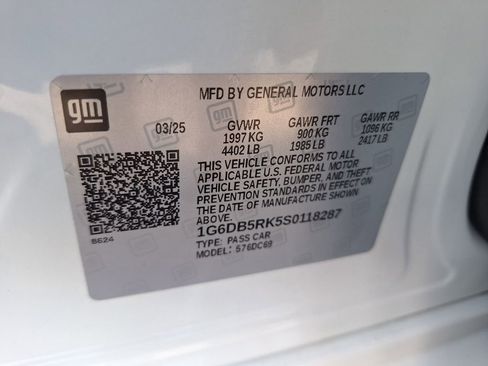 gm
MFD BY GENERAL MOTORS LLC
03/25 GVWR GAWR FRT GAWR RR
1997 KG 900 KG 1096 KG
4402 LB 1985 LB 2417 LB
THIS VEHICLE CONFORMS TO ALL
APPLICABLE U.S. FEDERAL MOTOR
VEHICLE SAFETY, BUMPER, AND THEFT
PREVENTION STANDARDS IN EFFECT ON
THE DATE OF MANUFACTURE SHOWN
ABOVE.
1G6DB5RK5S0118287
TYPE: PASS CAR
MODEL: 576DC69
8624